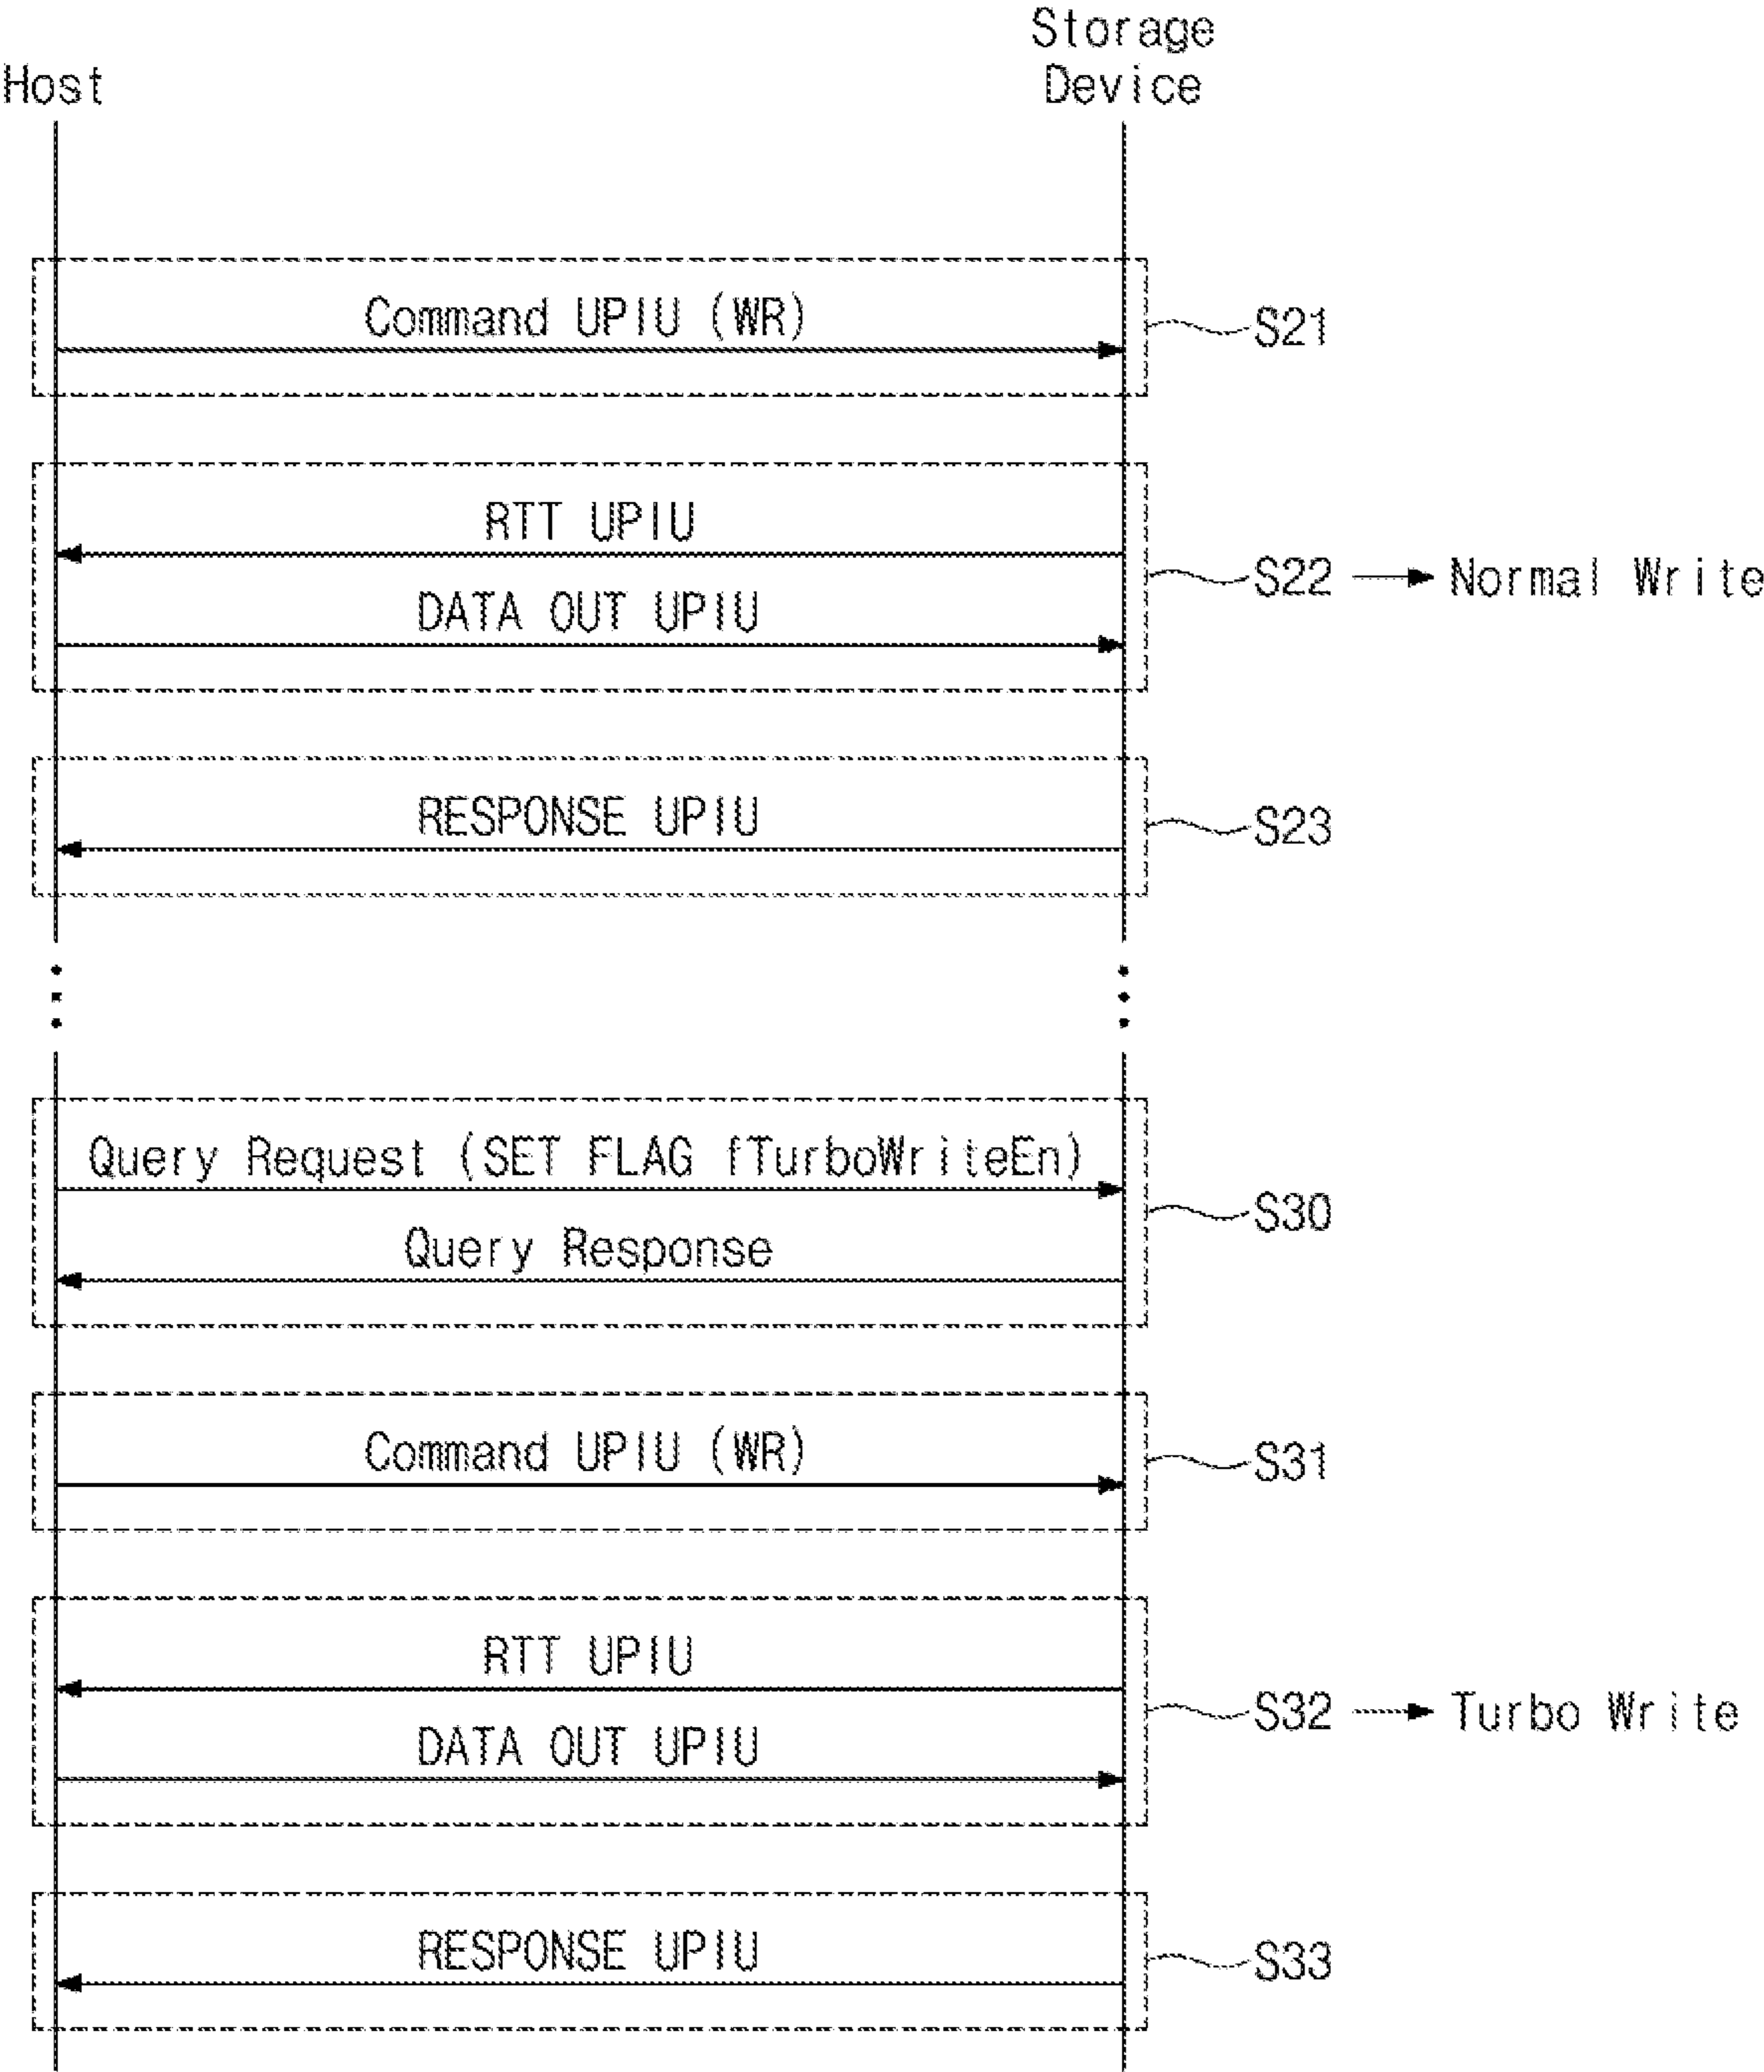 Storage
Device
Host
Command UPIU (WR)
S21
RTT UPIU
S22
Normal Write
DATA OUT UPIU
RESPONSE UPIU
S23
Query Request (SET FLAG fTurboWriteEn)
S30
Query Response
Command UPIU (WR)
S31
RTT UPIU
S32
Turbo Write
DATA OUT UPIU
RESPONSE UPIU
S33